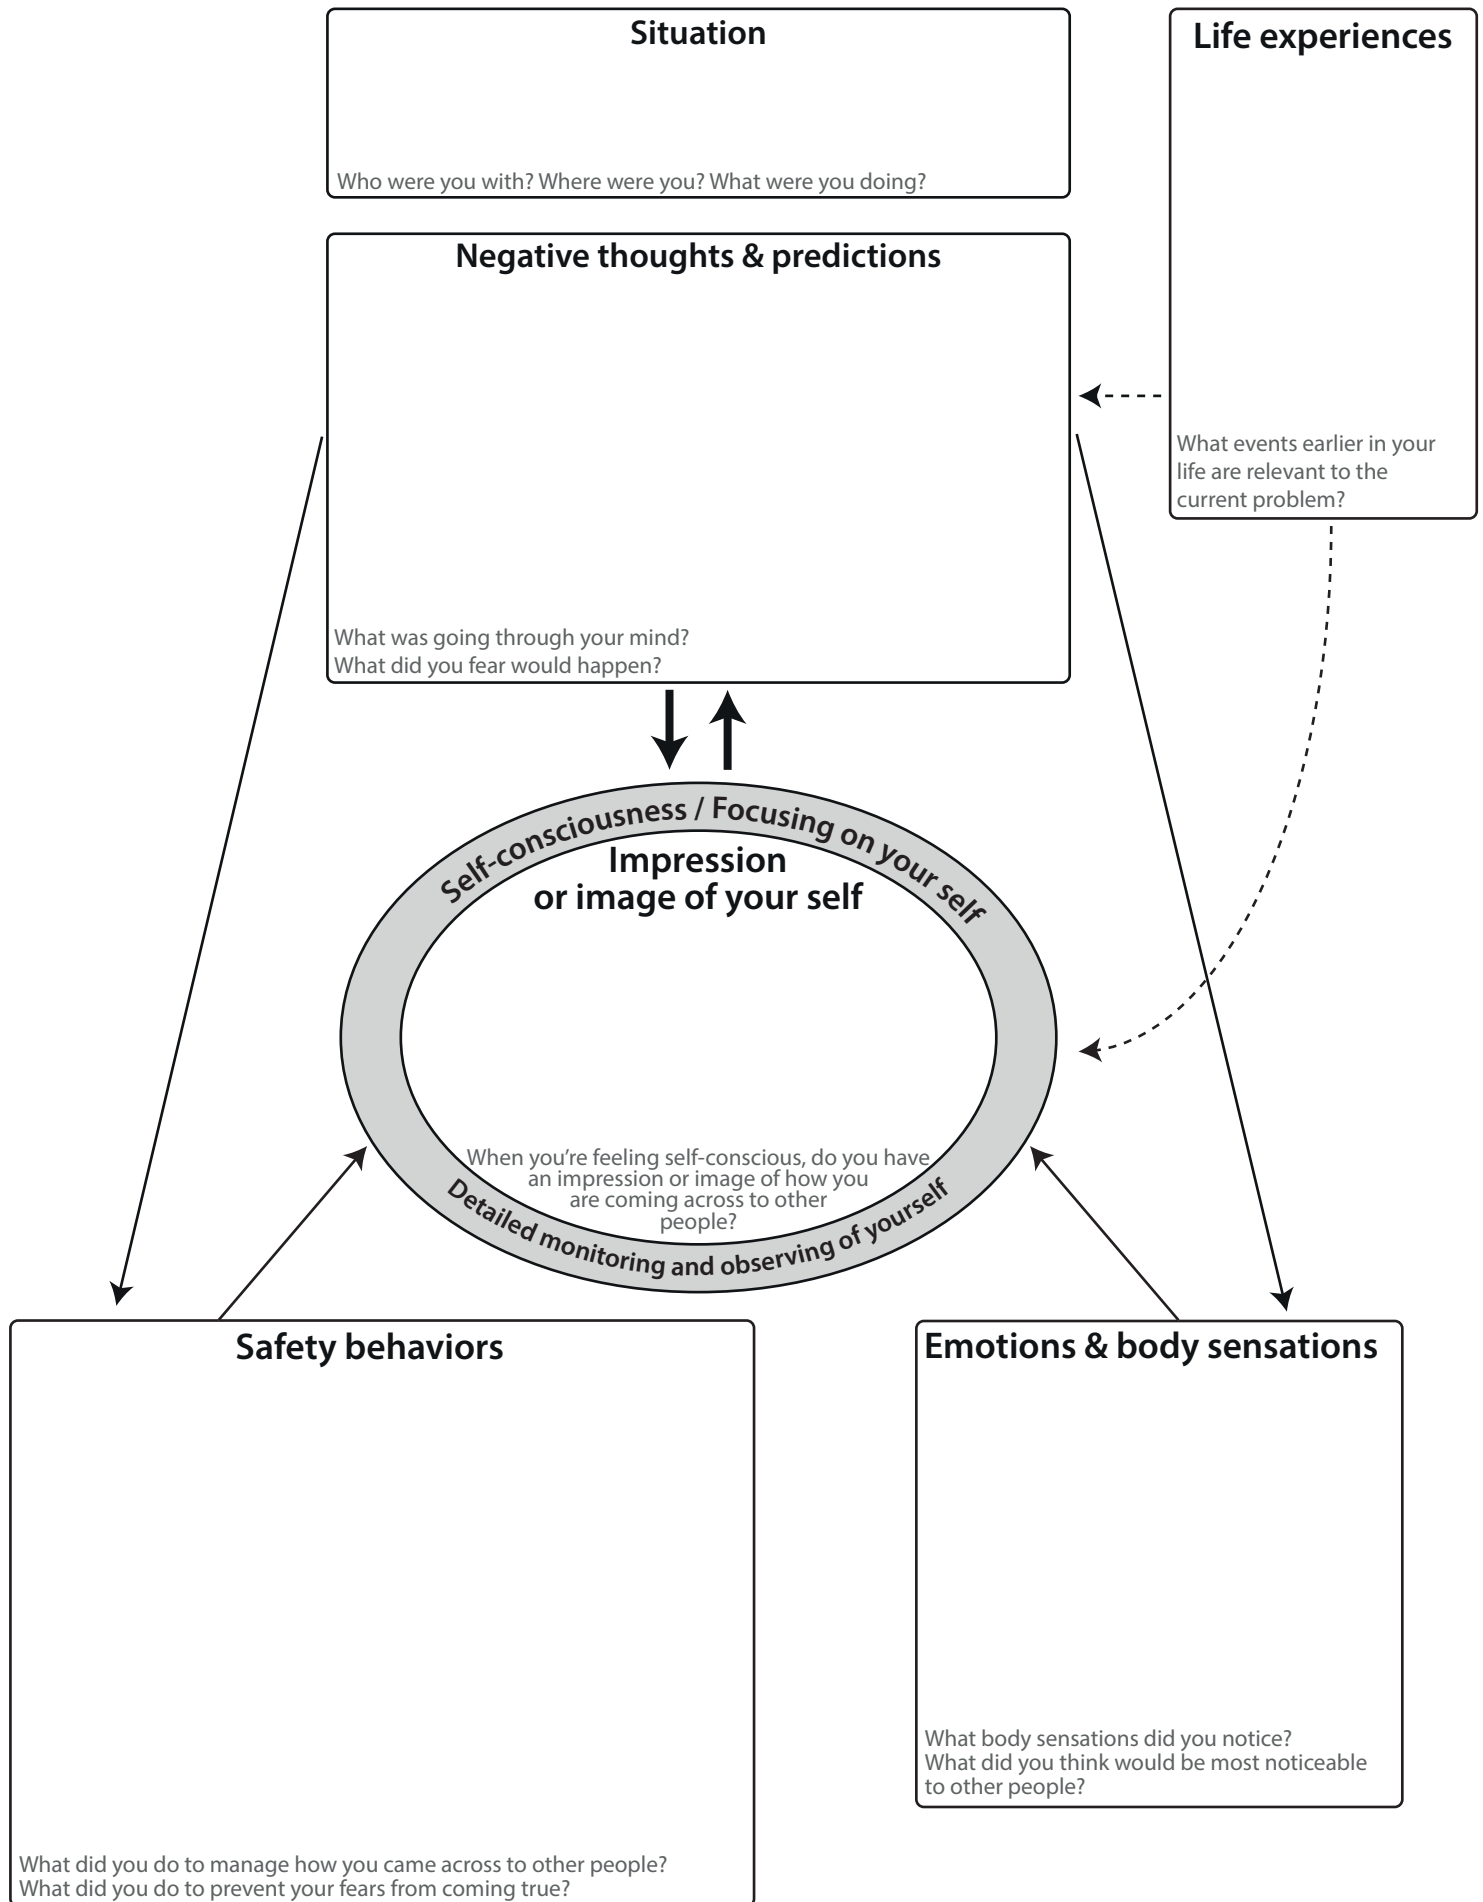 Situation
Who were you with? Where were you? What were you doing?
Life experiences
What events earlier in your
life are relevant to the
current problem?
Negative thoughts & predictions
What was going through your mind?
What did you fear would happen?
Self-consciousness / Focusing on your self
Impression
or image of your self
When you're feeling self-conscious, do you have
an impression or image of how you
are coming across to other
people?
Detailed monitoring and observing of yourself
Safety behaviors
What did you do to manage how you came across to other people?
What did you do to prevent your fears from coming true?
Emotions & body sensations
What body sensations did you notice?
What did you think would be most noticeable
to other people?